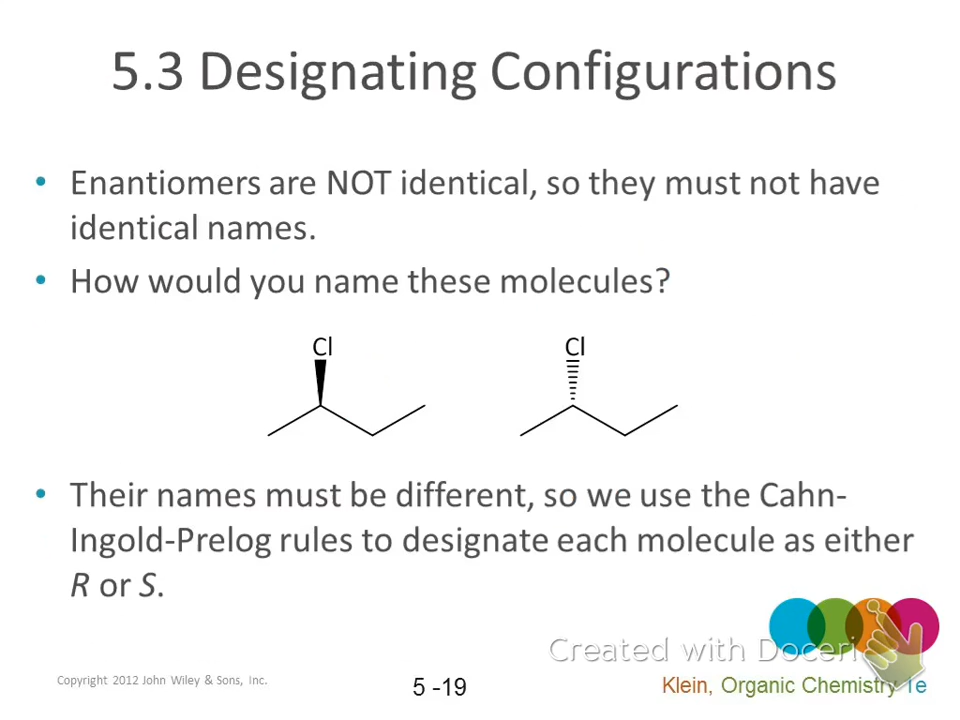 5.3 Designating Configurations
• Enantiomers are NOT identical, so they must not have
identical names.
• How would you name these molecules?
Cl Cl
• Their names must be different, so we use the Cahn-
Ingold-Prelog rules to designate each molecule as either
R or S.
Created with Doceri
Copyright 2012 John Wiley & Sons, Inc.
5 -19
Klein, Organic Chemistry 1e